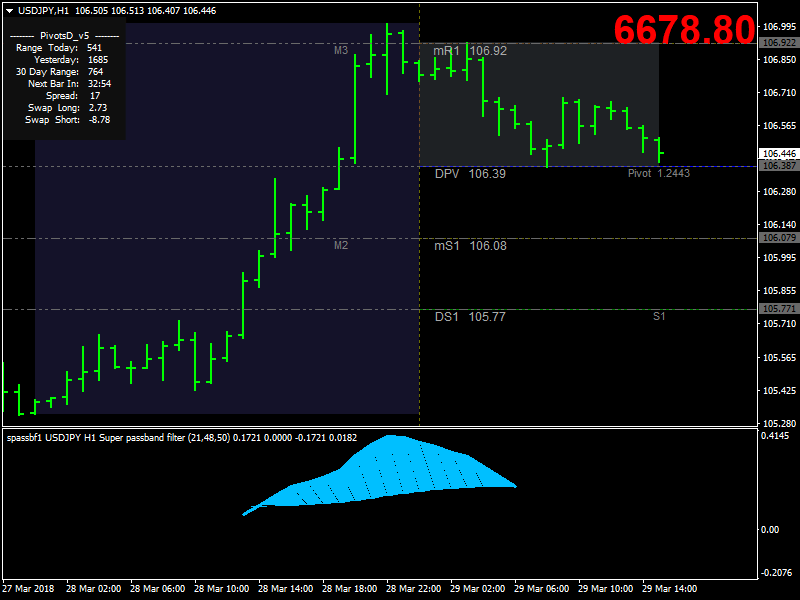 USDJPY,H1 106.505 106.513 106.407 106.446
6678.80
-------- PivotsD_v5 --------
Range Today: 541
Yesterday: 1685
30 Day Range: 764
Next Bar In: 32:54
Spread: 17
Swap Long: 2.73
Swap Short: -8.78
M3
mR1 106.92
DPV 106.39
Pivot 1.2443
M2
mS1 106.08
DS1 105.77
S1
106.995
106.922
106.850
106.710
106.565
106.446
106.387
106.280
106.140
106.079
105.995
105.855
105.771
105.710
105.565
105.425
105.280
spassbf1 USDJPY H1 Super passband filter (21,48,50) 0.1721 0.0000 -0.1721 0.0182
0.4145
0.00
-0.2076
27 Mar 2018 28 Mar 02:00 28 Mar 06:00 28 Mar 10:00 28 Mar 14:00 28 Mar 18:00 28 Mar 22:00 29 Mar 02:00 29 Mar 06:00 29 Mar 10:00 29 Mar 14:00